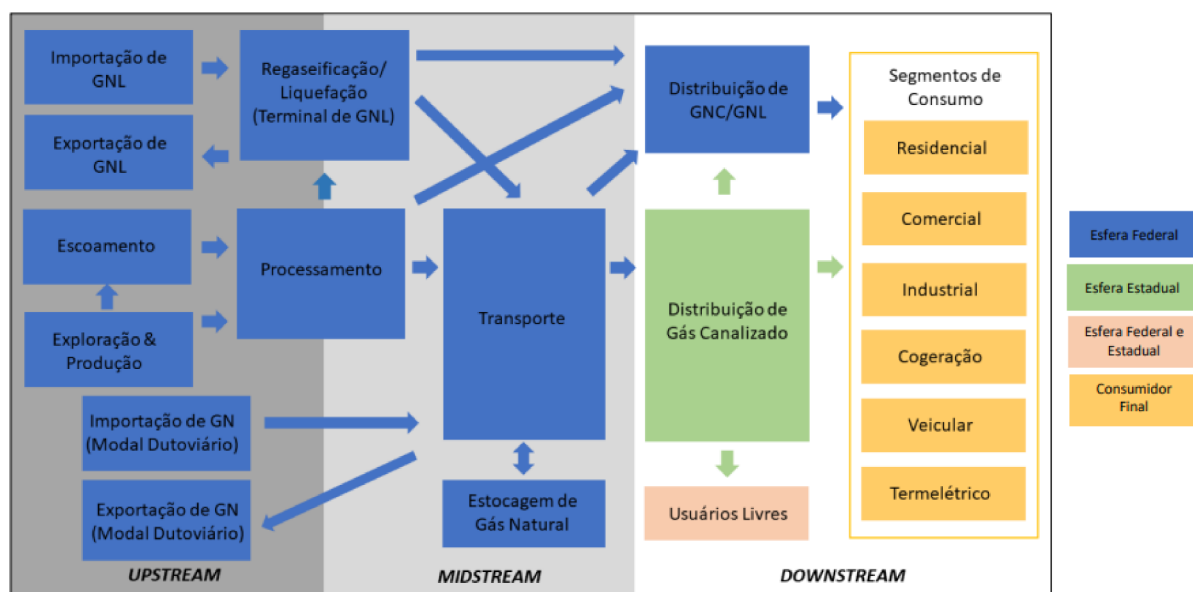 Importação de
GNL
Exportação de
GNL
Escoamento
Exploração &
Produção
Importação de GN
(Modal Dutoviário)
Exportação de GN
(Modal Dutoviário)
UPSTREAM
Regaseificação/
Liquefação
(Terminal de GNL)
Processamento
Transporte
Estocagem de
Gás Natural
MIDSTREAM
Distribuição de
GNC/GNL
Distribuição de
Gás Canalizado
Usuários Livres
Segmentos de
Consumo
Residencial
Comercial
Industrial
Cogeração
Veicular
Termelétrico
DOWNSTREAM
Esfera Federal
Esfera Estadual
Esfera Federal e
Estadual
Consumidor
Final